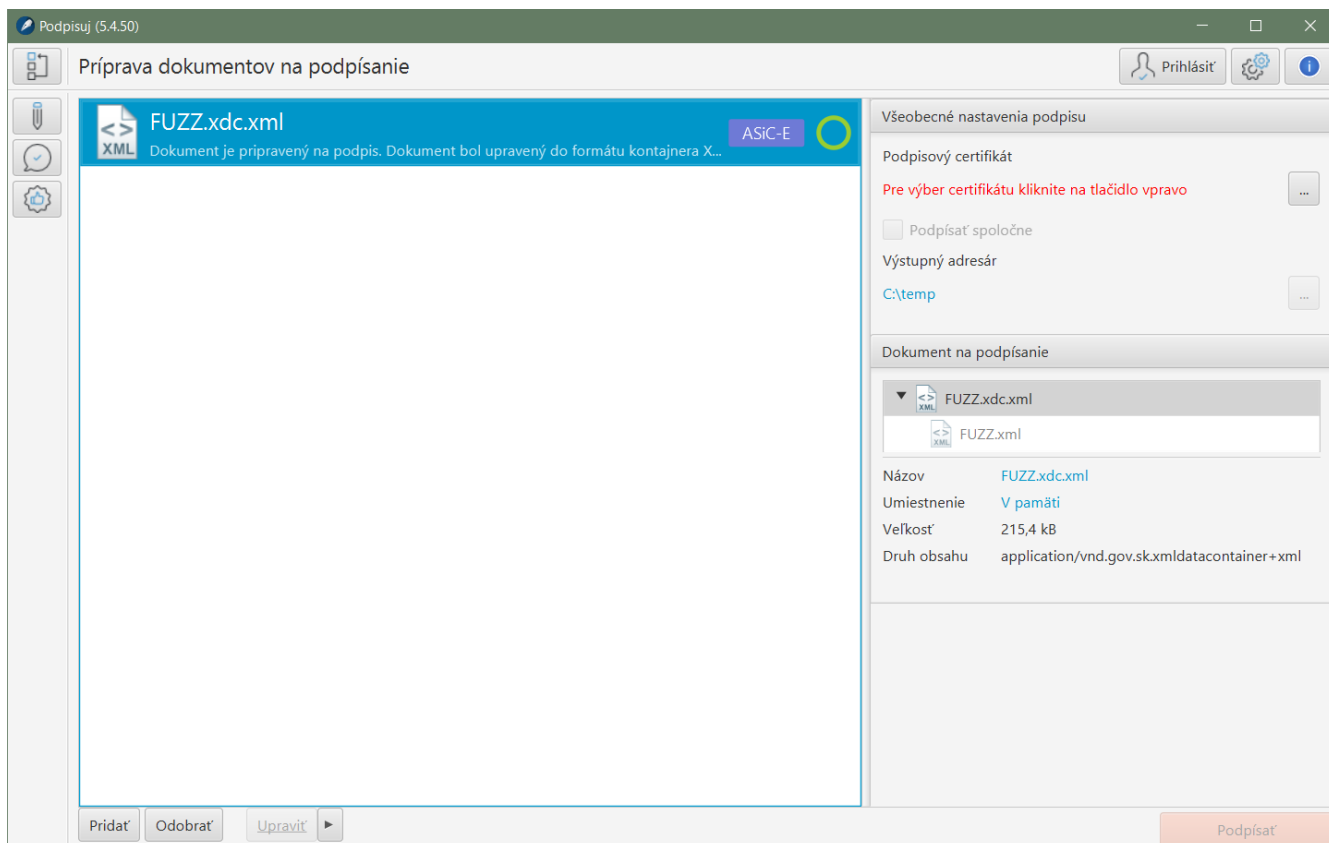 Podpisuj (5.4.50)
Príprava dokumentov na podpísanie
Prihlásiť
FUZZ.xdc.xml
ASiC-E
XML
Dokument je pripravený na podpis. Dokument bol upravený do formátu kontajnera X...
Všeobecné nastavenia podpisu
Podpisový certifikát
Pre výber certifikátu kliknite na tlačidlo vpravo
...
Podpísať spoločne
Výstupný adresár
C:\temp
...
Dokument na podpísanie
XML
FUZZ.xdc.xml
XML
FUZZ.xml
Názov FUZZ.xdc.xml
Umiestnenie V pamäti
Veľkosť 215,4 kB
Druh obsahu application/vnd.gov.sk.xmldatacontainer+xml
Pridať Odobrať Upraviť
Podpísať